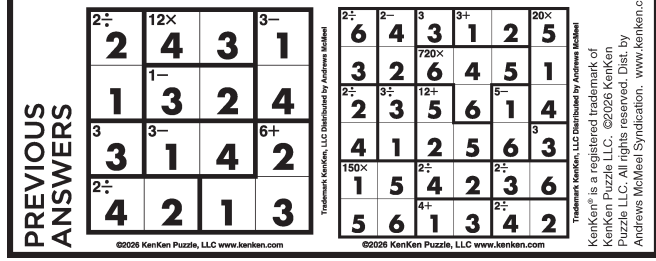 PREVIOUS
ANSWERS
2÷ 12× 3−
2 4 3 1
1−
1 3 2 4
3 3− 6+
3 1 4 2
2÷
4 2 1 3
©2026 KenKen Puzzle, LLC www.kenken.com
Trademark KenKen, LLC Distributed by Andrews McMeel
2÷ 2− 3 3+ 20×
6 4 3 1 2 5
720×
3 2 6 4 5 1
2÷ 3÷ 12+ 5−
2 3 5 6 1 4
3
4 1 2 5 6 3
150× 2÷ 2÷
1 5 4 2 3 6
4+ 2÷
5 6 1 3 4 2
©2026 KenKen Puzzle, LLC www.kenken.com
Trademark KenKen, LLC Distributed by Andrews McMeel
KenKen® is a registered trademark of
KenKen Puzzle LLC. ©2026 KenKen
Puzzle LLC. All rights reserved. Dist. by
Andrews McMeel Syndication. www.kenken.c